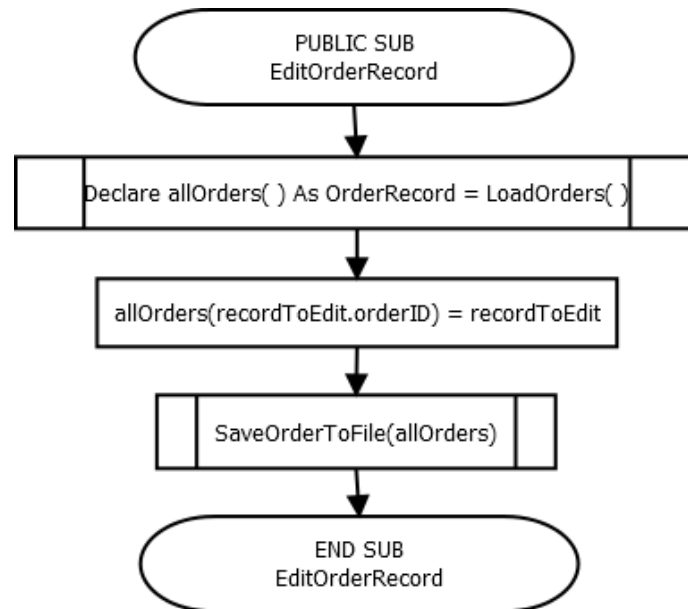 PUBLIC SUB
EditOrderRecord
Declare allOrders( ) As OrderRecord = LoadOrders( )
allOrders(recordToEdit.orderID) = recordToEdit
SaveOrderToFile(allOrders)
END SUB
EditOrderRecord